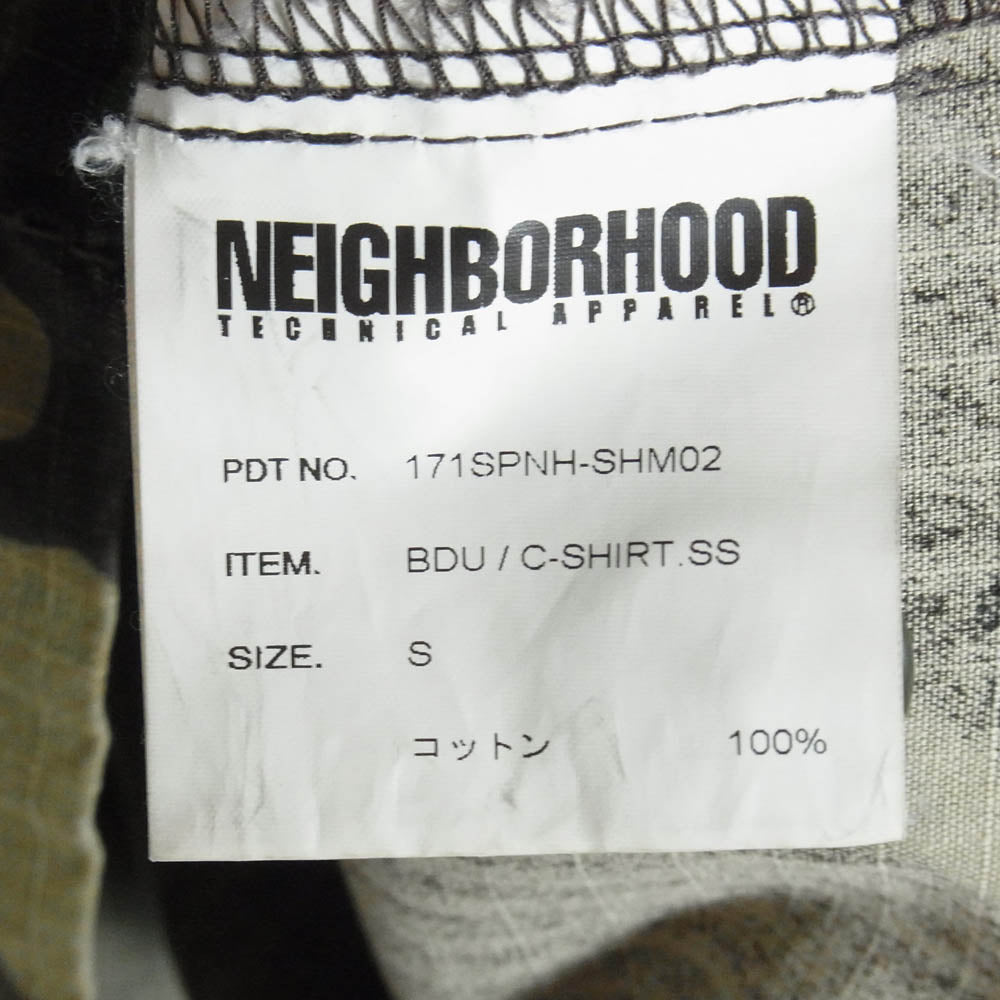 NEIGHBORHOOD
TECHNICAL APPAREL®
PDT NO. 171SPNH-SHM02
ITEM. BDU / C-SHIRT.SS
SIZE. S
コットン 100%